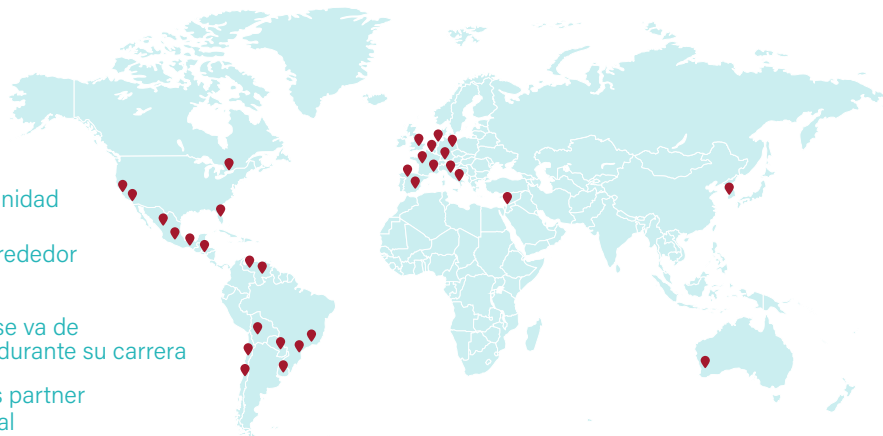 nidad
rededor
se va de
durante su carrera
s partner
al